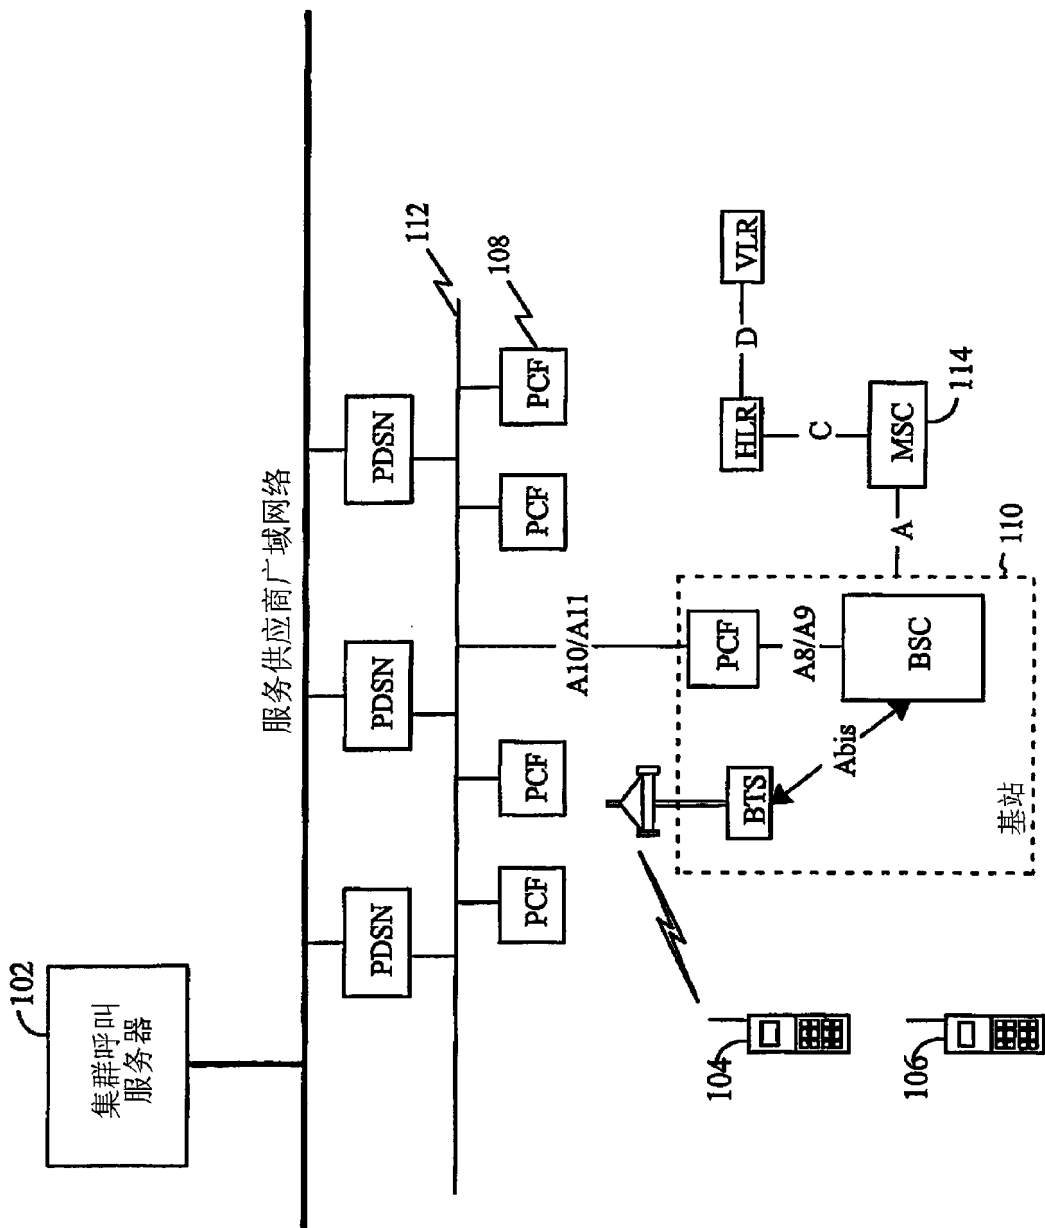 102
集群呼叫
服务器
服务供应商广域网络
PDSN
PDSN
PDSN
112
PCF
PCF
PCF
PCF
108
A10/A11
104
106
BTS
Abis
PCF
A8/A9
BSC
基站
110
A
MSC
114
C
HLR
D
VLR